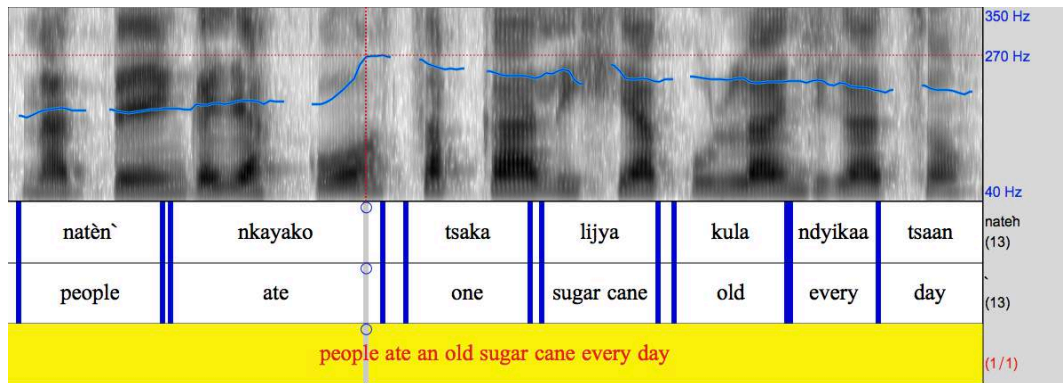 350 Hz
270 Hz
40 Hz
natèn` nkayako tsaka lijya kula ndyikaa tsaan
nateǹ
(13)
people ate one sugar cane old every day
`
(13)
people ate an old sugar cane every day
(1/1)